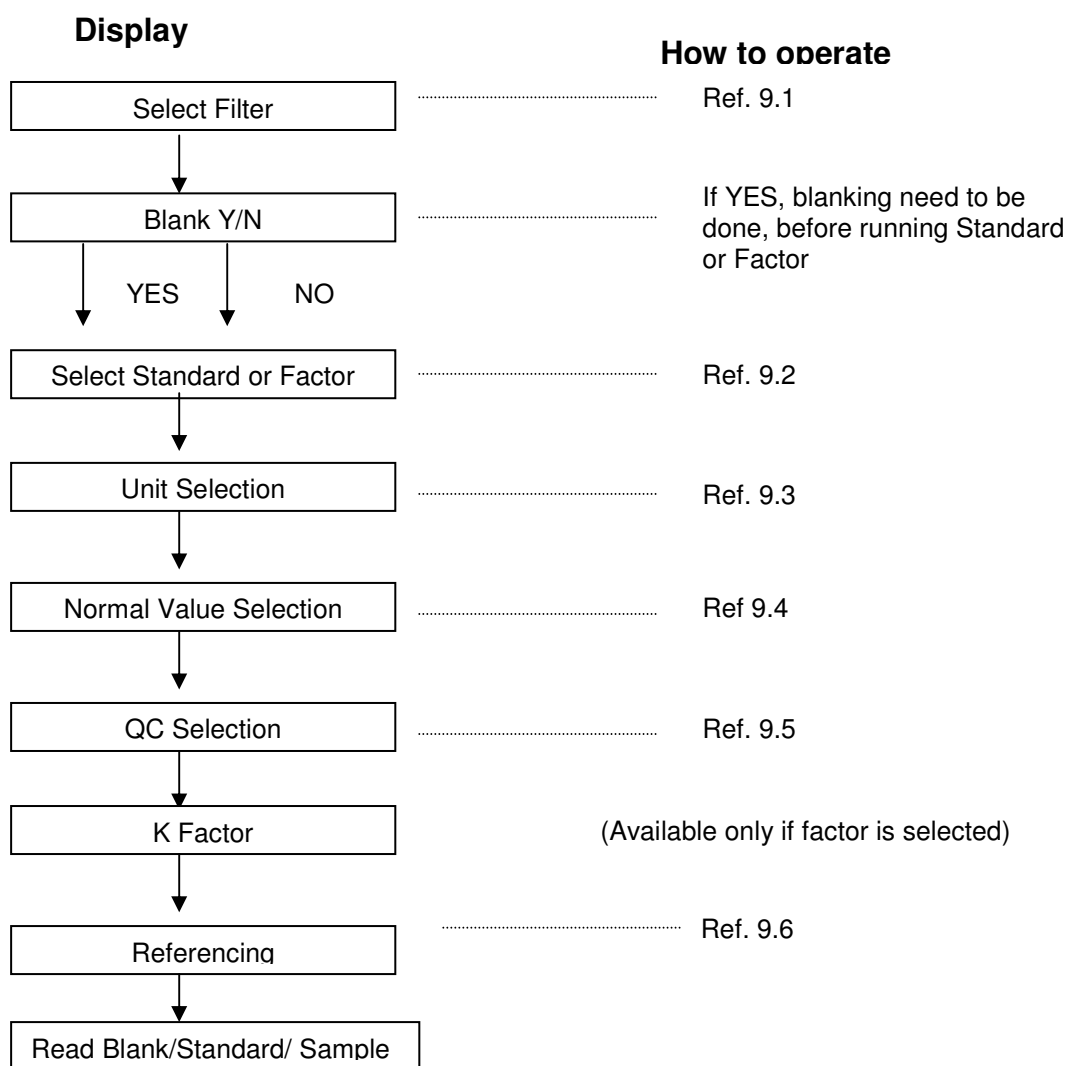 Display
How to operate
Select Filter
Ref. 9.1
Blank Y/N
If YES, blanking need to be
done, before running Standard
or Factor
YES NO
Select Standard or Factor
Ref. 9.2
Unit Selection
Ref. 9.3
Normal Value Selection
Ref 9.4
QC Selection
Ref. 9.5
K Factor
(Available only if factor is selected)
Referencing
Ref. 9.6
Read Blank/Standard/ Sample